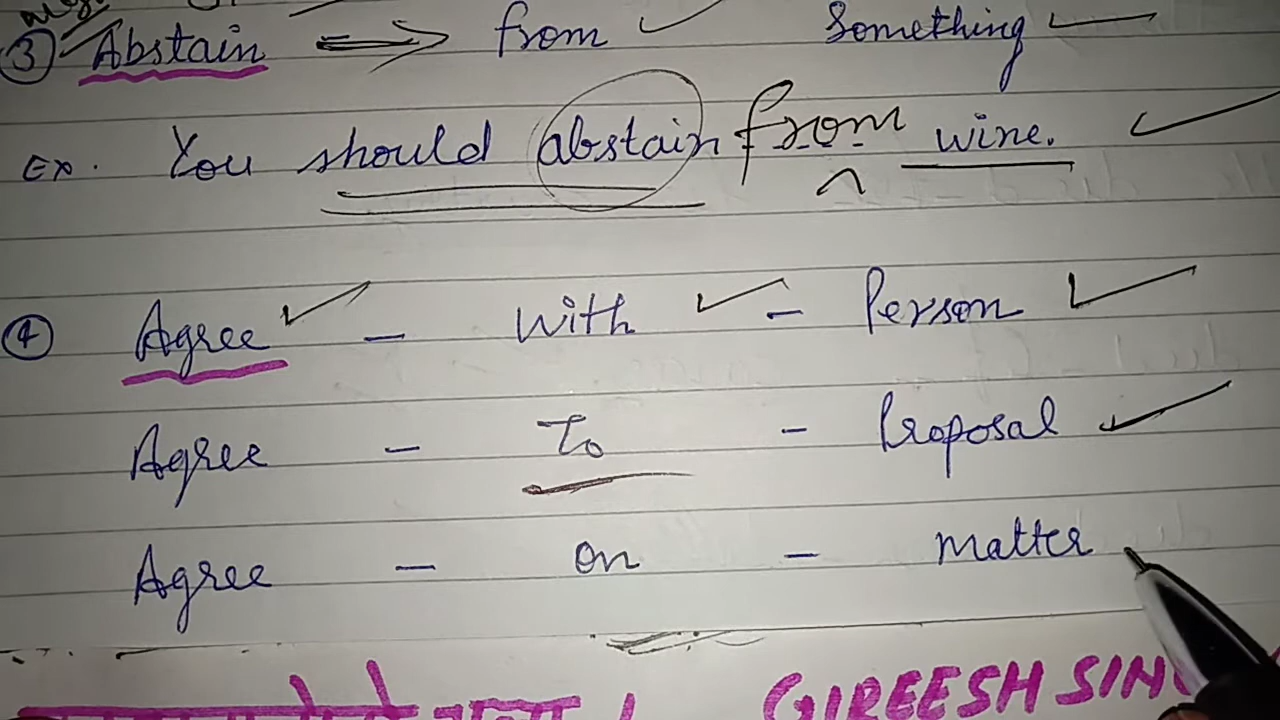 ③ Abstain ⇒ from ✓ Something
Ex. You should abstain from wine. ✓
④ Agree ✓ - With ✓ - Person ✓
Agree - To - Proposal ✓
Agree - on - matter
GIREESH SIN